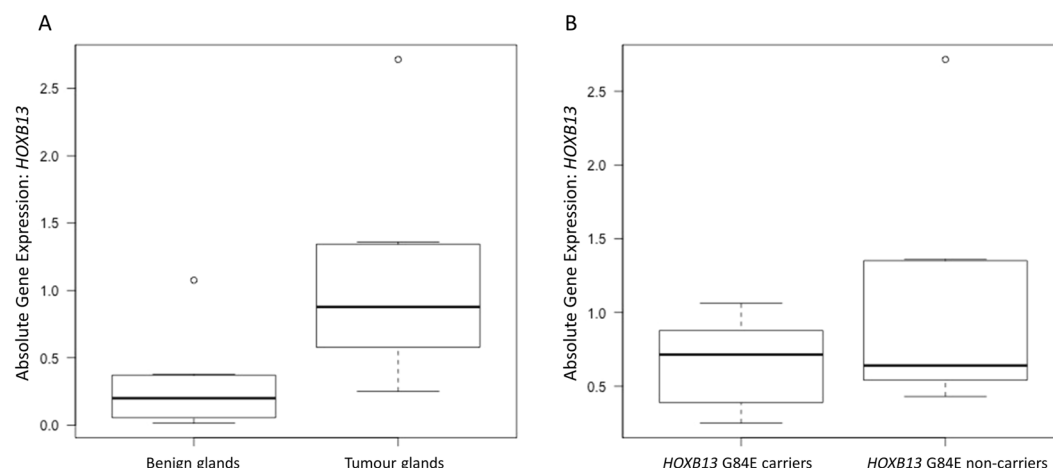 A
B
Absolute Gene Expression: HOXB13
2.5
2.0
1.5
1.0
0.5
0.0
Benign glands
Tumour glands
Absolute Gene Expression: HOXB13
2.5
2.0
1.5
1.0
0.5
HOXB13 G84E carriers
HOXB13 G84E non-carriers